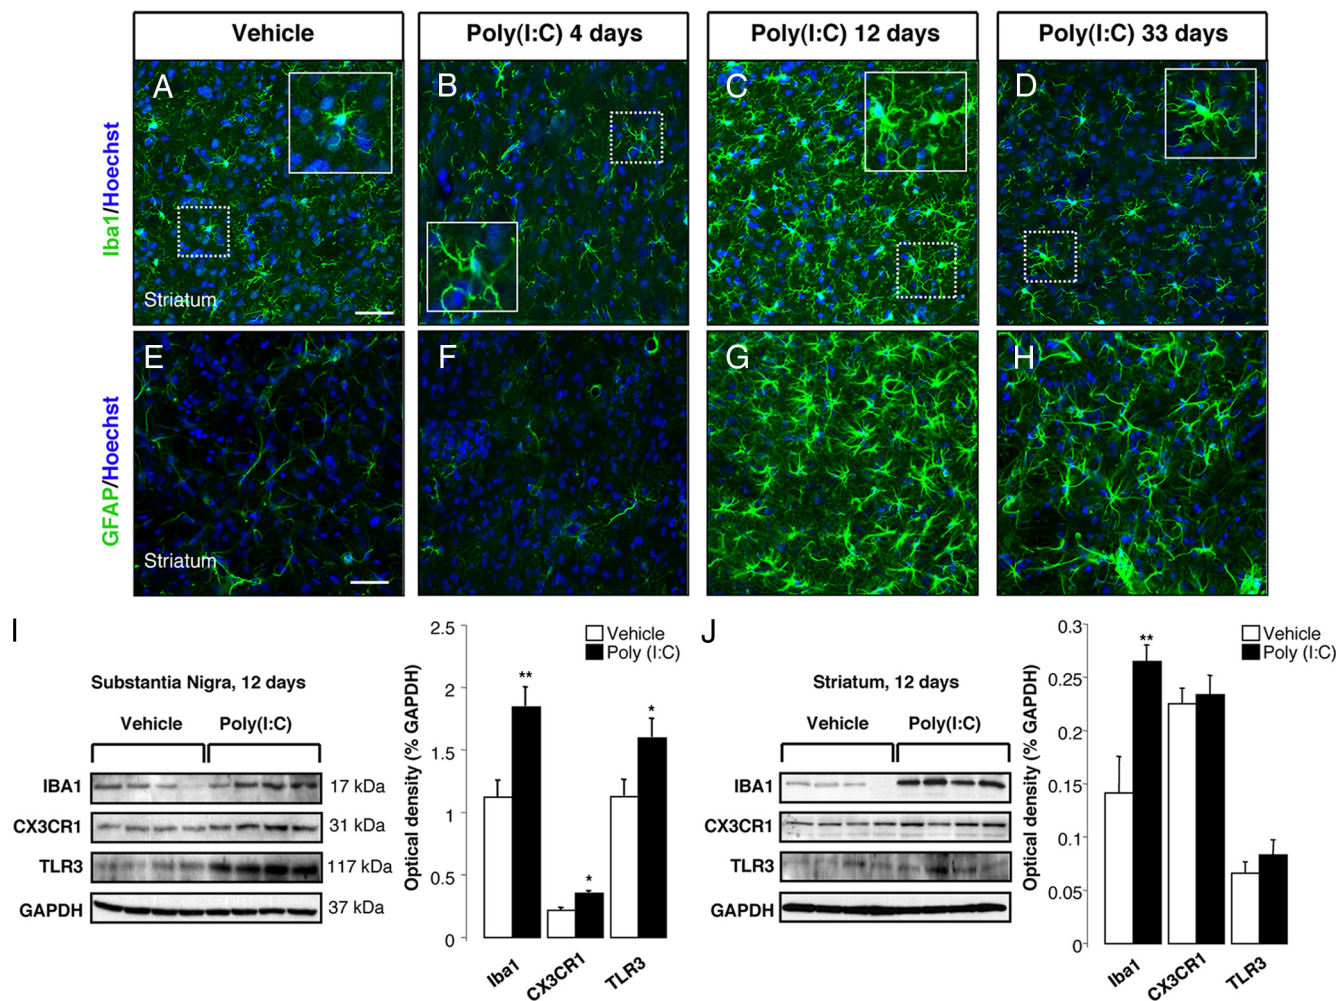 Vehicle
Poly(I:C) 4 days
Poly(I:C) 12 days
Poly(I:C) 33 days
Iba1/Hoechst
A
B
C
D
Striatum
GFAP/Hoechst
E
F
G
H
Striatum
I
Substantia Nigra, 12 days
Vehicle
Poly(I:C)
IBA1
17 kDa
CX3CR1
31 kDa
TLR3
117 kDa
GAPDH
37 kDa
Optical density (% GAPDH)
2.5
2
1.5
1
0.5
0
Vehicle
Poly (I:C)
**
*
*
Iba1
CX3CR1
TLR3
J
Striatum, 12 days
Vehicle
Poly(I:C)
IBA1
CX3CR1
TLR3
GAPDH
Optical density (% GAPDH)
0.3
0.25
0.2
0.15
0.1
0.05
0
Vehicle
Poly (I:C)
**
Iba1
CX3CR1
TLR3